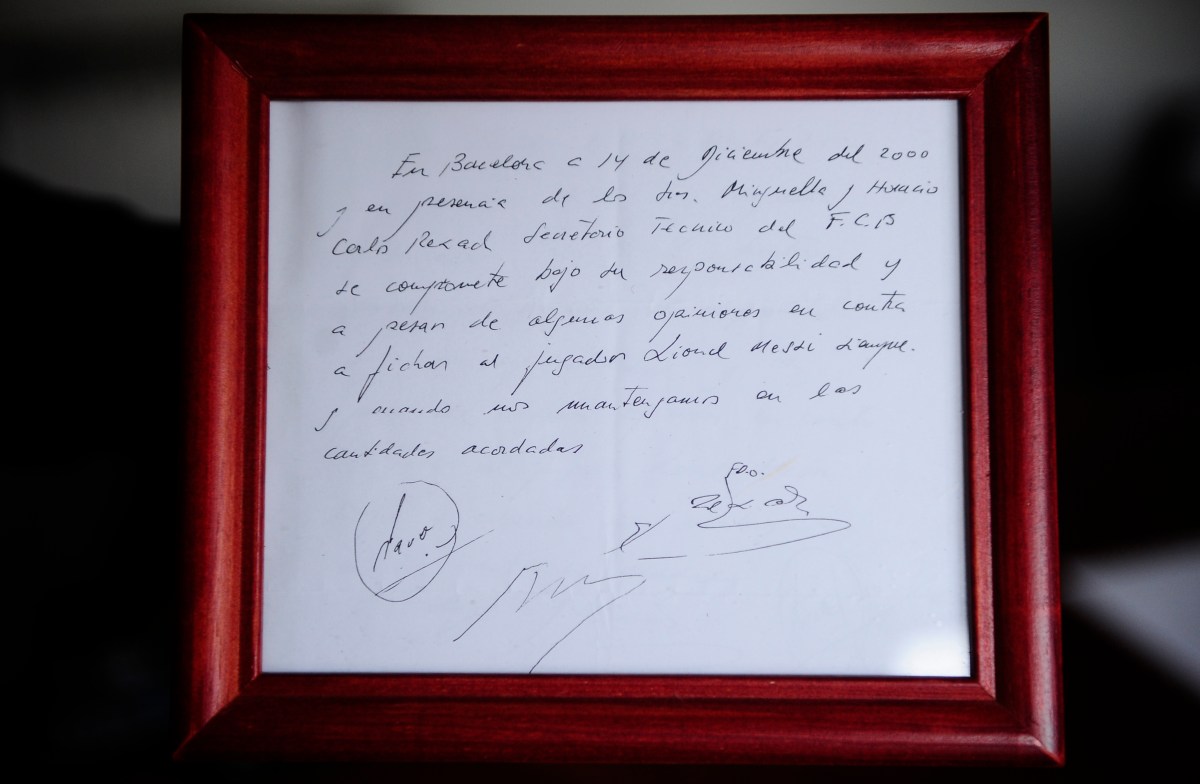 En Barcelona a 14 de Diciembre del 2000
y en presencia de los Sres. Minguella y Horacio
Carlos Rexach Secretario Tecnico del F.C.B
se compromete bajo su responsabilidad y
a pesar de algunas opiniones en contra
a fichar al jugador Lionel Messi siempre.
y cuando nos mantengamos en las
cantidades acordadas
FDO.
Rexach